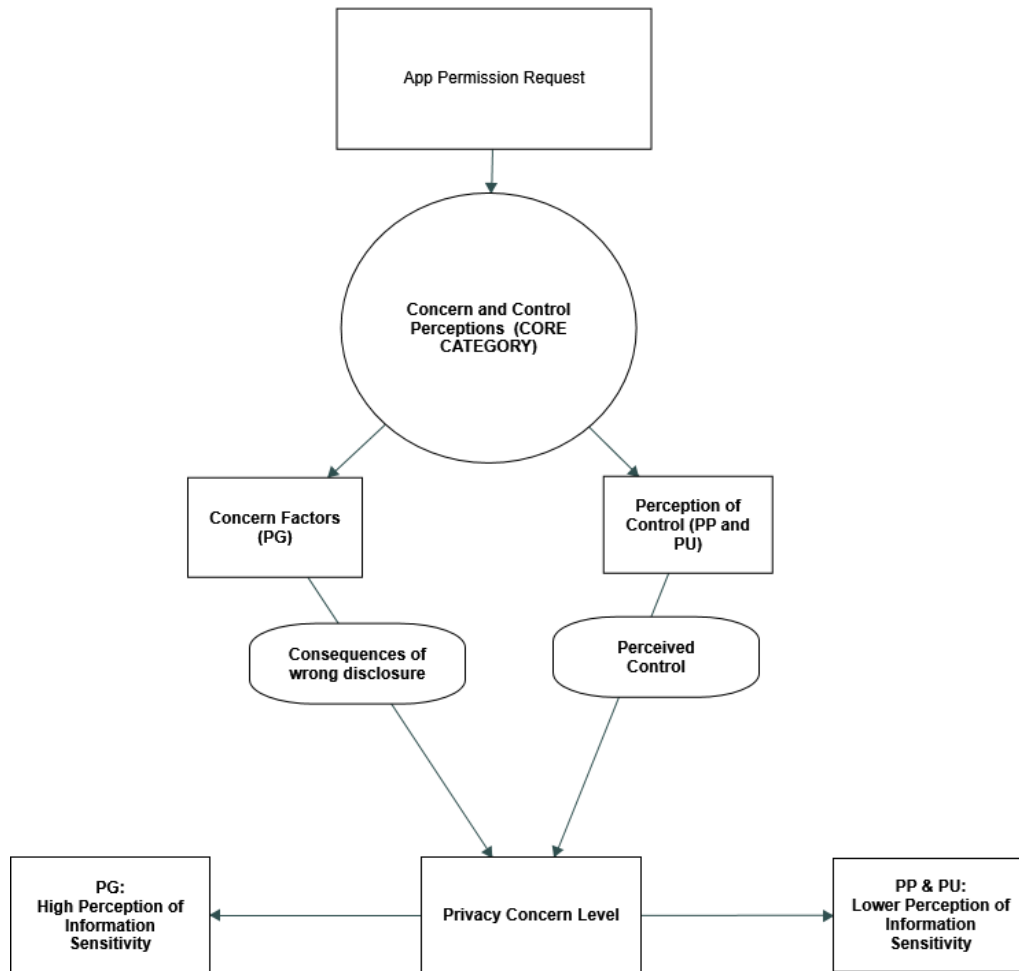 App Permission Request
Concern and Control
Perceptions (CORE
CATEGORY)
Concern Factors
(PG)
Perception of
Control (PP and
PU)
Consequences of
wrong disclosure
Perceived
Control
PG:
High Perception of
Information
Sensitivity
Privacy Concern Level
PP & PU:
Lower Perception of
Information
Sensitivity